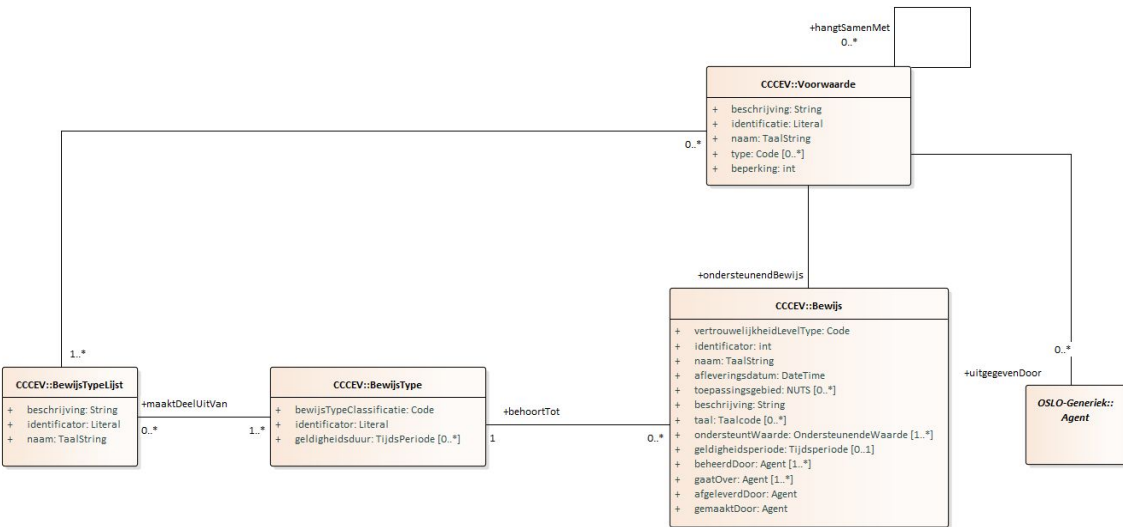 +hangtSamenMet
0..*
CCCEV::Voorwaarde
+ beschrijving: String
+ identificatie: Literal
+ naam: TaalString
+ type: Code [0..*]
+ beperking: int
0..*
+ondersteunendBewijs
CCCEV::Bewijs
+ vertrouwelijkheidLevelType: Code
+ identificator: int
+ naam: TaalString
+ afleveringsdatum: DateTime
+ toepassingsgebied: NUTS [0..*]
+ beschrijving: String
+ taal: Taalcode [0..*]
+ ondersteuntWaarde: OndersteunendeWaarde [1..*]
+ geldigheidsperiode: Tijdsperiode [0..1]
+ beheerdDoor: Agent [1..*]
+ gaatOver: Agent [1..*]
+ afgeleverdDoor: Agent
+ gemaaktDoor: Agent
1..*
CCCEV::BewijsTypeLijst
+ beschrijving: String
+ identificator: Literal
+ naam: TaalString
+maaktDeelUitVan
0..*
1..*
CCCEV::BewijsType
+ bewijsTypeClassificatie: Code
+ identificator: Literal
+ geldigheidsduur: TijdsPeriode [0..*]
+behoortTot
1
0..*
0..*
+uitgegevenDoor
OSLO-Generiek::
Agent